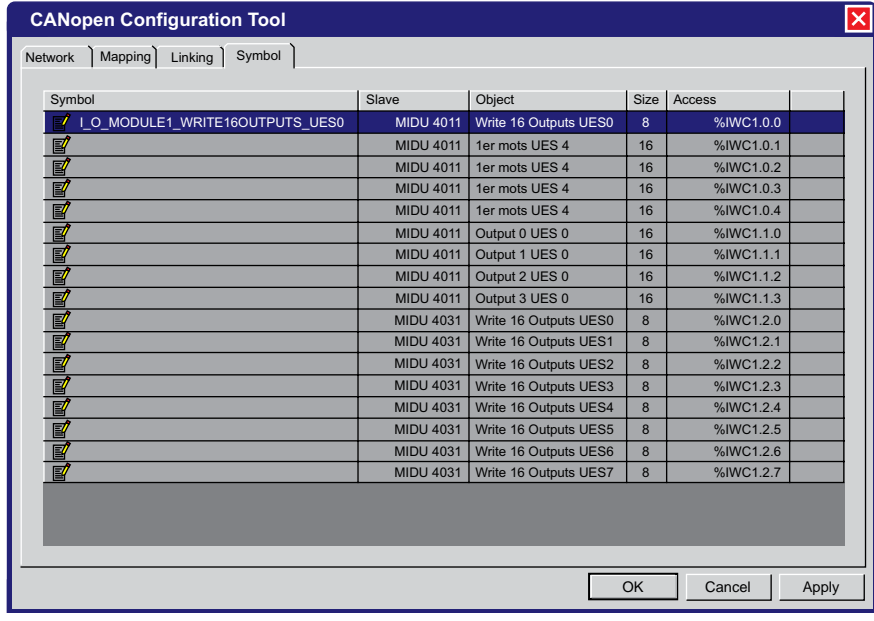 CANopen Configuration Tool
Network Mapping Linking Symbol
Symbol Slave Object Size Access
I_O_MODULE1_WRITE16OUTPUTS_UES0 MIDU 4011 Write 16 Outputs UES0 8 %IWC1.0.0
MIDU 4011 1er mots UES 4 16 %IWC1.0.1
MIDU 4011 1er mots UES 4 16 %IWC1.0.2
MIDU 4011 1er mots UES 4 16 %IWC1.0.3
MIDU 4011 1er mots UES 4 16 %IWC1.0.4
MIDU 4011 Output 0 UES 0 16 %IWC1.1.0
MIDU 4011 Output 1 UES 0 16 %IWC1.1.1
MIDU 4011 Output 2 UES 0 16 %IWC1.1.2
MIDU 4011 Output 3 UES 0 16 %IWC1.1.3
MIDU 4031 Write 16 Outputs UES0 8 %IWC1.2.0
MIDU 4031 Write 16 Outputs UES1 8 %IWC1.2.1
MIDU 4031 Write 16 Outputs UES2 8 %IWC1.2.2
MIDU 4031 Write 16 Outputs UES3 8 %IWC1.2.3
MIDU 4031 Write 16 Outputs UES4 8 %IWC1.2.4
MIDU 4031 Write 16 Outputs UES5 8 %IWC1.2.5
MIDU 4031 Write 16 Outputs UES6 8 %IWC1.2.6
MIDU 4031 Write 16 Outputs UES7 8 %IWC1.2.7
OK Cancel Apply